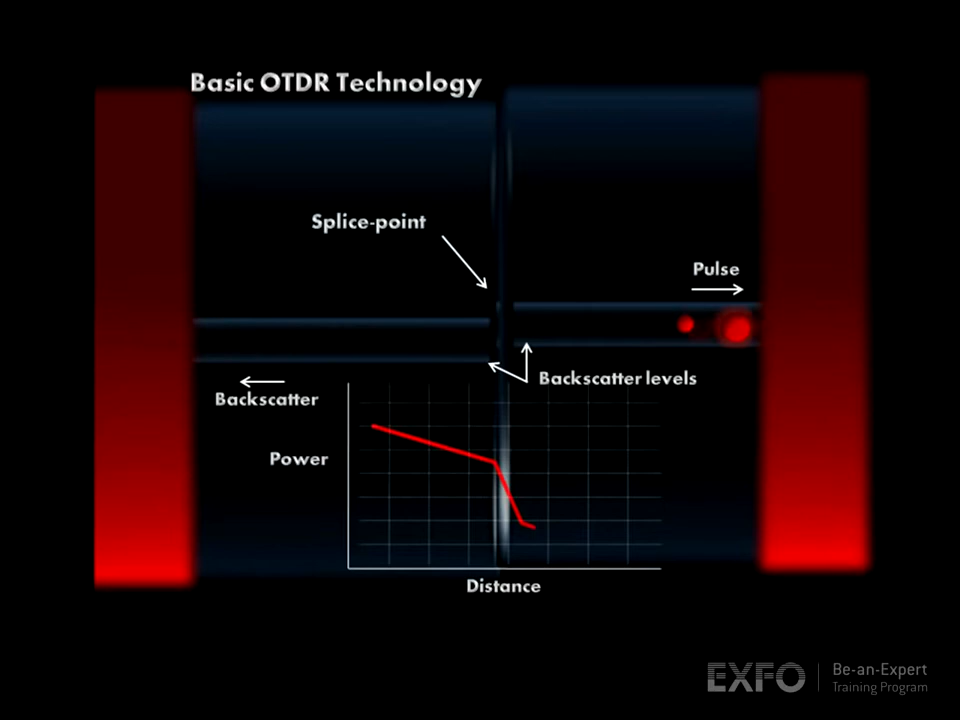 Basic OTDR Technology
Splice-point
Pulse
Backscatter levels
Backscatter
Power
Distance
EXFO
Be-an-Expert
Training Program